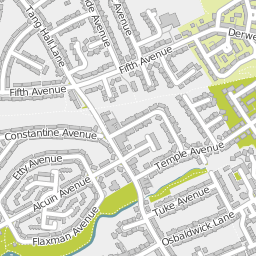 Tang Hall Lane
Fifth Avenue
Derwe
Fifth Avenue
Constantine Avenue
Etty Avenue
Temple Avenue
Alcuin Avenue
Tuke Avenue
Flaxman Avenue
Osbaldwick Lane